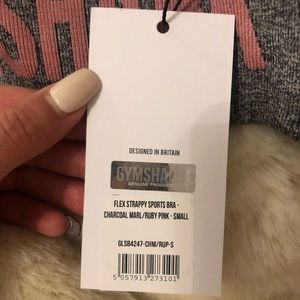 DESIGNED IN BRITAIN
GYMSHARK
GENUINE PRODUCT
FLEX STRAPPY SPORTS BRA -
CHARCOAL MARL/RUBY PINK - SMALL
GLSB4247-CHM/RUP-S
5 057913 273101